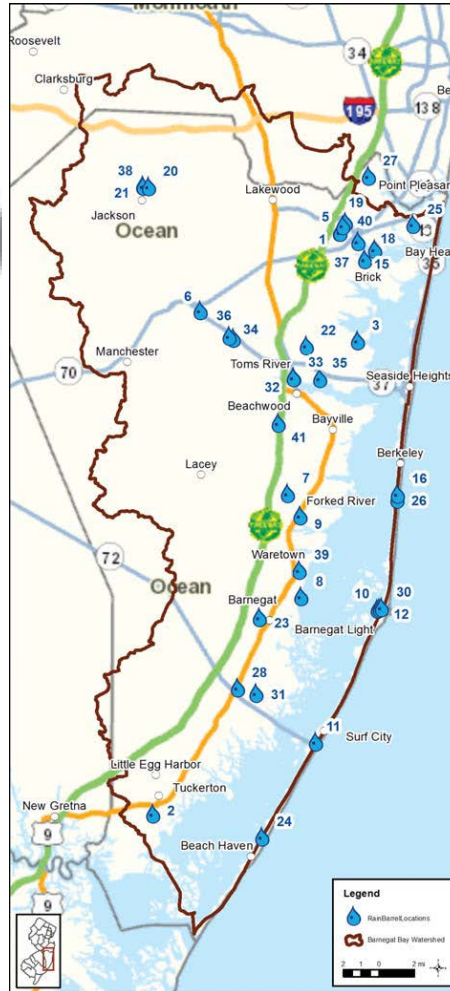 Monmouth
Roosevelt
34
Clarksburg
195
138
27
38
20
Lakewood
Point Pleasant
19
21
5
40
25
Jackson
13
Ocean
1
18
Bay Head
37
15
35
Brick
6
36
34
22
3
Manchester
Toms River
33
35
70
32
37
Seaside Heights
Beachwood
Bayville
41
Berkeley
Lacey
7
16
Forked River
26
9
Waretown
39
72
8
Ocean
10
30
Barnegat
12
23
Barnegat Light
28
31
11
Surf City
Little Egg Harbor
Tuckerton
New Gretna
2
9
24
Beach Haven
9
Legend
RainBarrelLocations
Barnegat Bay Watershed
2 1 0 2 mi